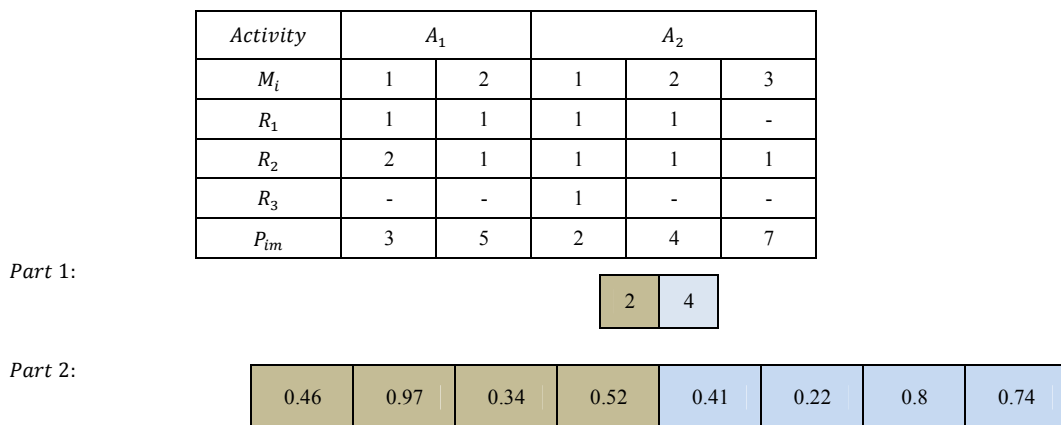 Activity A₁ A₂
Mᵢ 1 2 1 2 3
R₁ 1 1 1 1 -
R₂ 2 1 1 1 1
R₃ - - 1 - -
Pᵢₘ 3 5 2 4 7
Part 1:
2 4
Part 2:
0.46 0.97 0.34 0.52 0.41 0.22 0.8 0.74